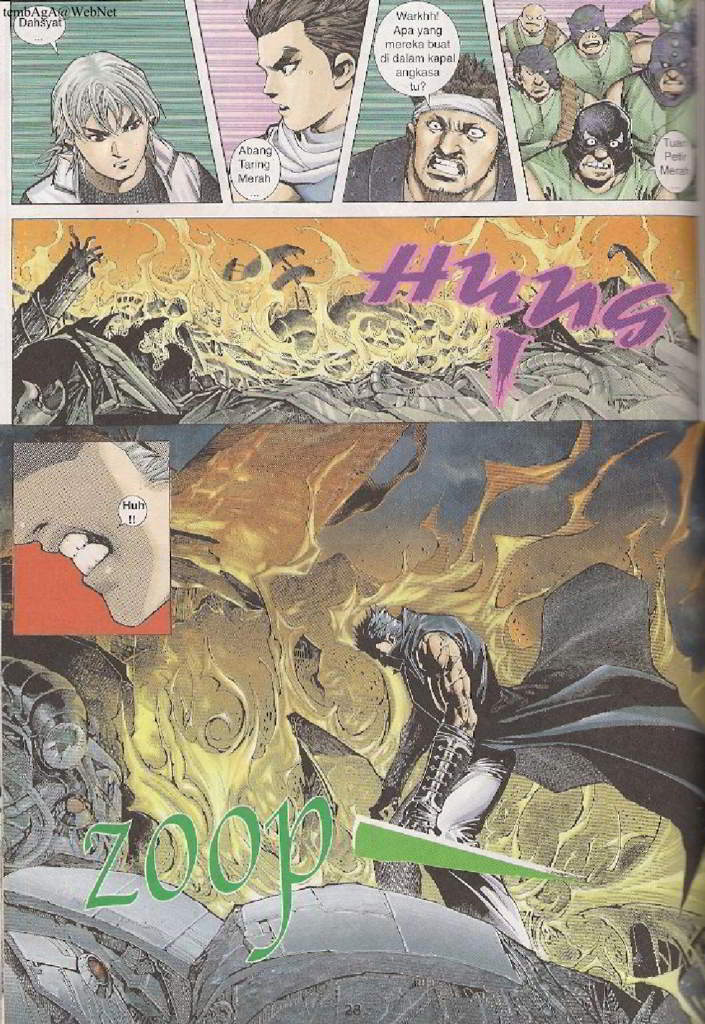 tembAgA@WebNet
Dahsyat
...
Abang
Taring
Merah
Warkhh!
Apa yang
mereka buat
di dalam kapal
angkasa
tu?
Tuan
Petir
Merah
...
Huuus
Huh
!!
zoop
28